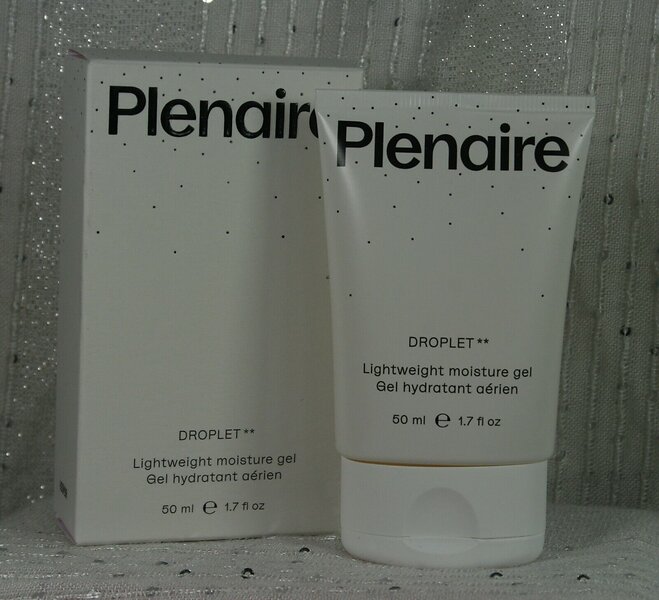 Plenaire
DROPLET**
Lightweight moisture gel
Gel hydratant aérien
50 ml ℮ 1.7 fl oz
Plenaire
DROPLET**
Lightweight moisture gel
Gel hydratant aérien
50 ml ℮ 1.7 fl oz